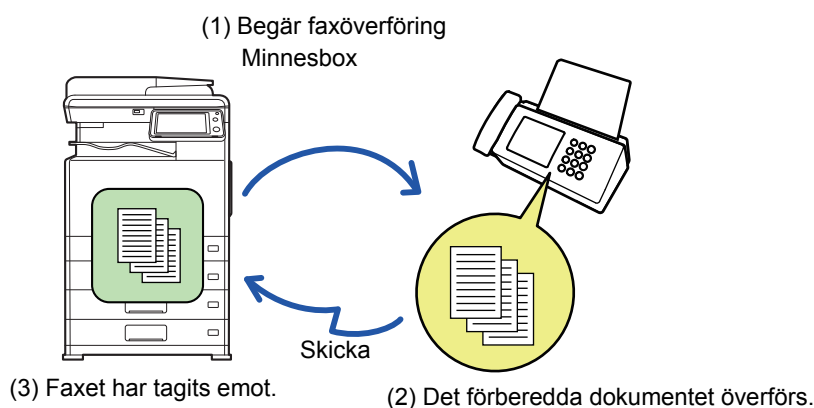 (1) Begär faxöverföring
Minnesbox
Skicka
(3) Faxet har tagits emot.
(2) Det förberedda dokumentet överförs.